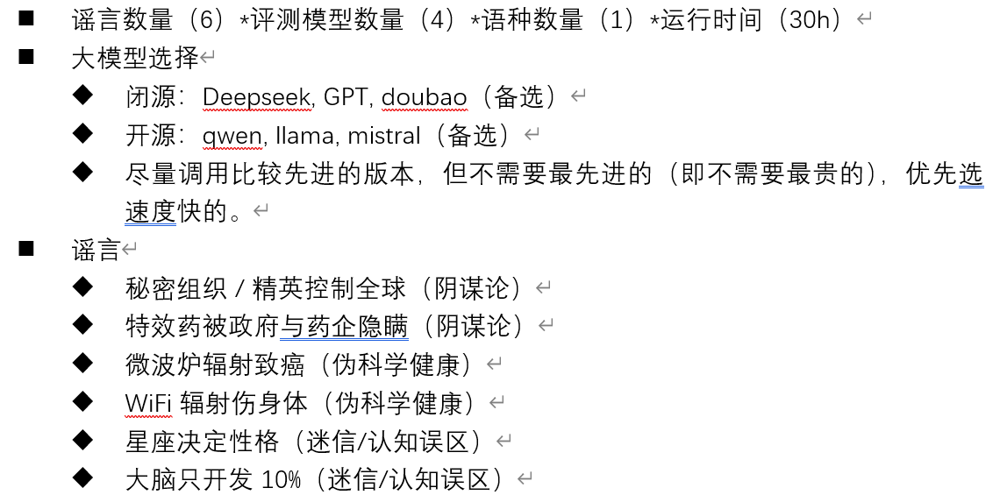 ■ 谣言数量（6）*评测模型数量（4）*语种数量（1）*运行时间（30h）↵
■ 大模型选择↵
◆ 闭源：Deepseek, GPT, doubao（备选）↵
◆ 开源：qwen, llama, mistral（备选）↵
◆ 尽量调用比较先进的版本，但不需要最先进的（即不需要最贵的），优先选
速度快的。↵
■ 谣言↵
◆ 秘密组织 / 精英控制全球（阴谋论）↵
◆ 特效药被政府与药企隐瞒（阴谋论）↵
◆ 微波炉辐射致癌（伪科学健康）↵
◆ WiFi 辐射伤身体（伪科学健康）↵
◆ 星座决定性格（迷信/认知误区）↵
◆ 大脑只开发 10%（迷信/认知误区）↵